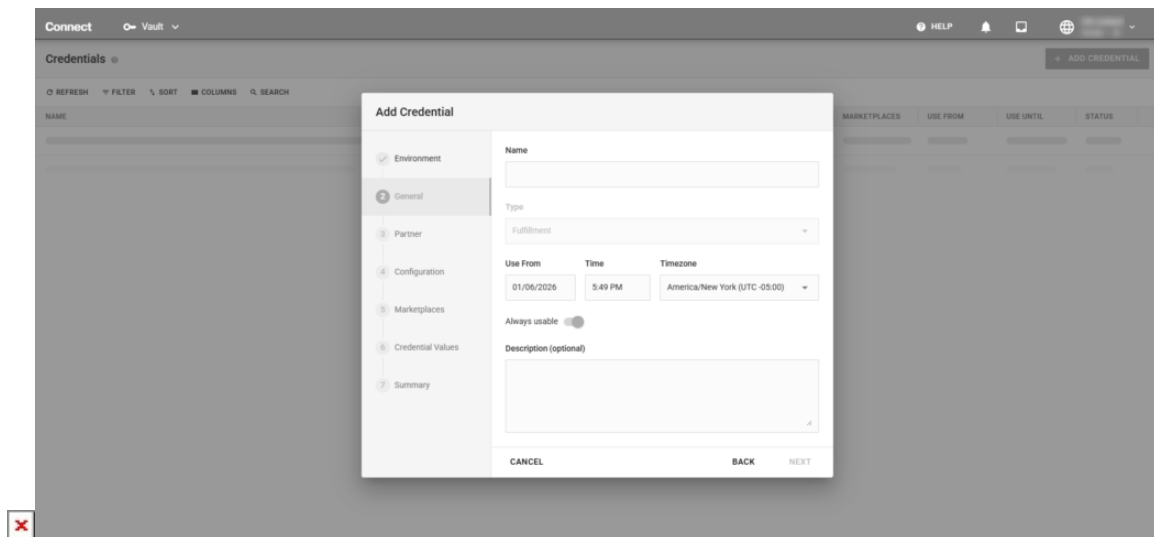 Connect Vault HELP
Credentials + ADD CREDENTIAL
REFRESH FILTER SORT COLUMNS SEARCH
NAME MARKETPLACES USE FROM USE UNTIL STATUS
Add Credential
Environment
2 General
3 Partner
4 Configuration
5 Marketplaces
6 Credential Values
7 Summary
Name
Type
Fulfillment
Use From Time Timezone
01/06/2026 5:49 PM America/New York (UTC -05:00)
Always usable
Description (optional)
CANCEL BACK NEXT